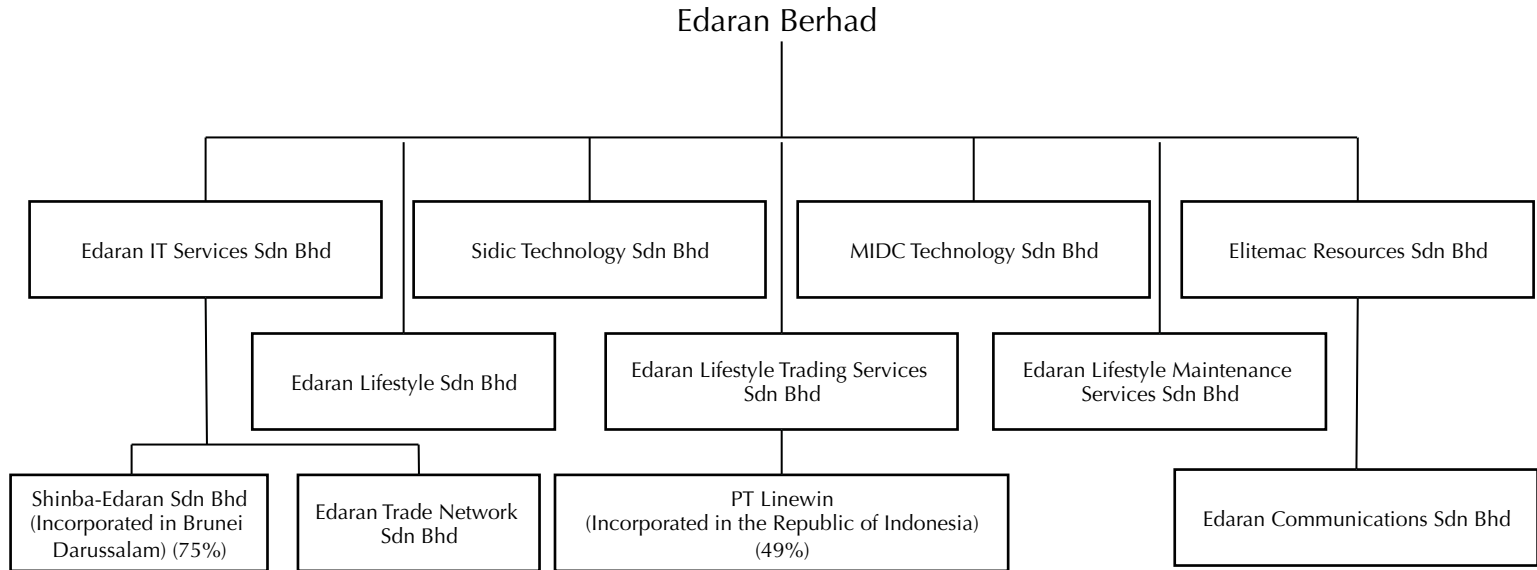 Edaran Berhad
Edaran IT Services Sdn Bhd
Sidic Technology Sdn Bhd
MIDC Technology Sdn Bhd
Elitemac Resources Sdn Bhd
Edaran Lifestyle Sdn Bhd
Edaran Lifestyle Trading Services
Sdn Bhd
Edaran Lifestyle Maintenance
Services Sdn Bhd
Shinba-Edaran Sdn Bhd
(Incorporated in Brunei
Darussalam) (75%)
Edaran Trade Network
Sdn Bhd
PT Linewin
(Incorporated in the Republic of Indonesia)
(49%)
Edaran Communications Sdn Bhd